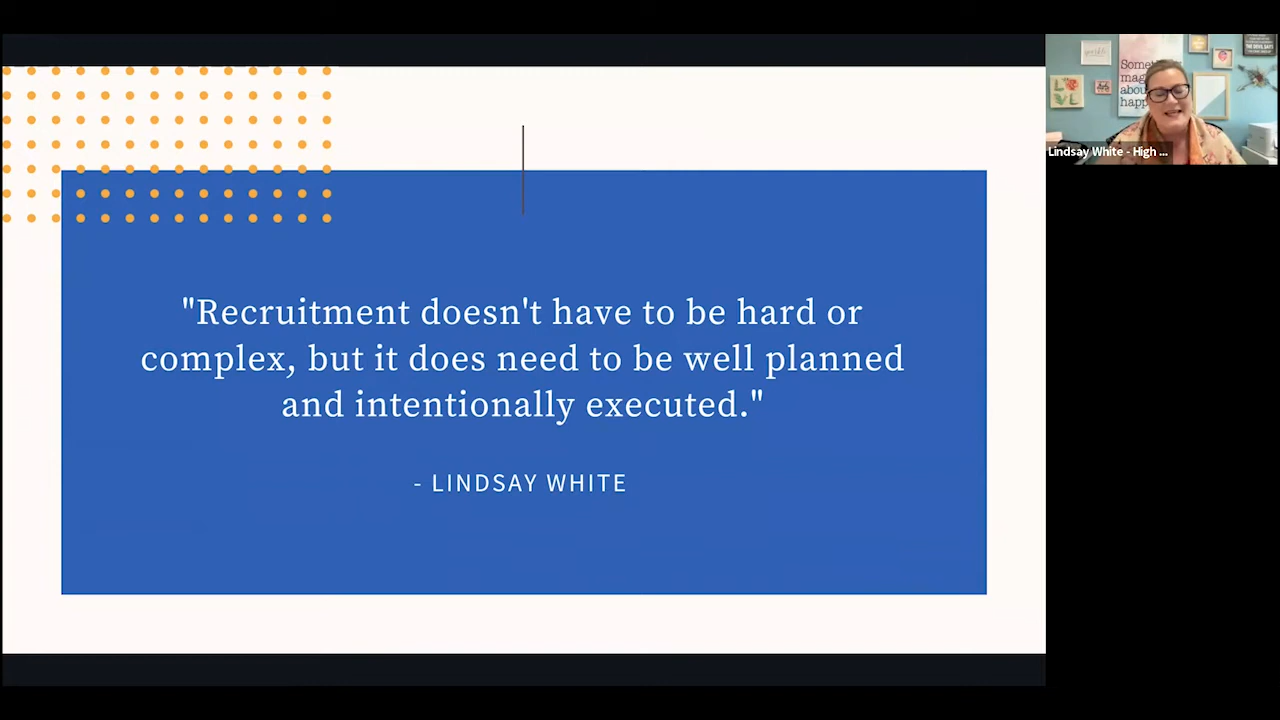 "Recruitment doesn't have to be hard or
complex, but it does need to be well planned
and intentionally executed."
- LINDSAY WHITE
Lindsay White - High ...